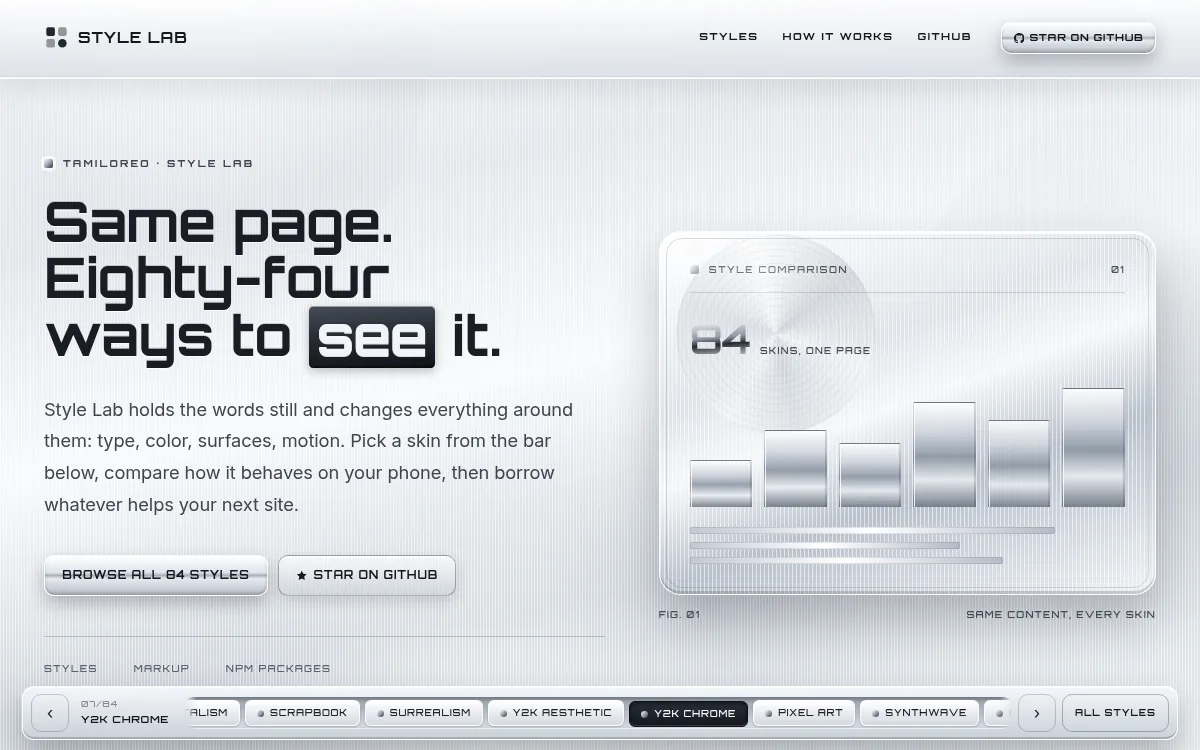 STYLE LAB
STYLES
HOW IT WORKS
GITHUB
STAR ON GITHUB
TAMILORED · STYLE LAB
Same page.
Eighty-four
ways to see it.
Style Lab holds the words still and changes everything around
them: type, color, surfaces, motion. Pick a skin from the bar
below, compare how it behaves on your phone, then borrow
whatever helps your next site.
BROWSE ALL 84 STYLES
★ STAR ON GITHUB
STYLES
MARKUP
NPM PACKAGES
STYLE COMPARISON
01
84 SKINS, ONE PAGE
FIG. 01
SAME CONTENT, EVERY SKIN
‹
07/84
Y2K CHROME
ALISM
SCRAPBOOK
SURREALISM
Y2K AESTHETIC
Y2K CHROME
PIXEL ART
SYNTHWAVE
›
ALL STYLES